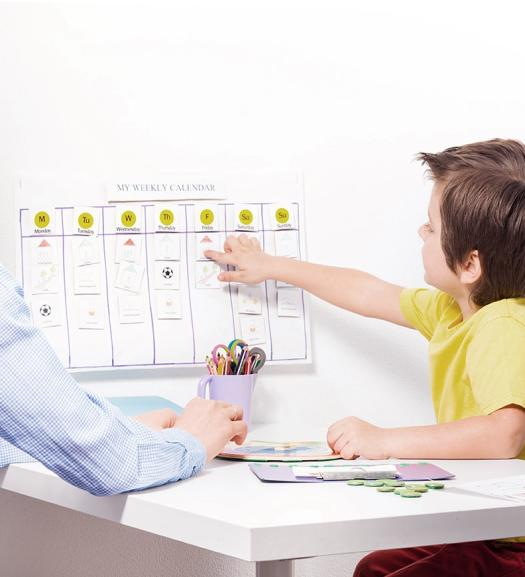 MY WEEKLY CALENDAR
M Tu W Th F Sa Su
Monday Tuesday Wednesday Thursday Friday Saturday Sunday